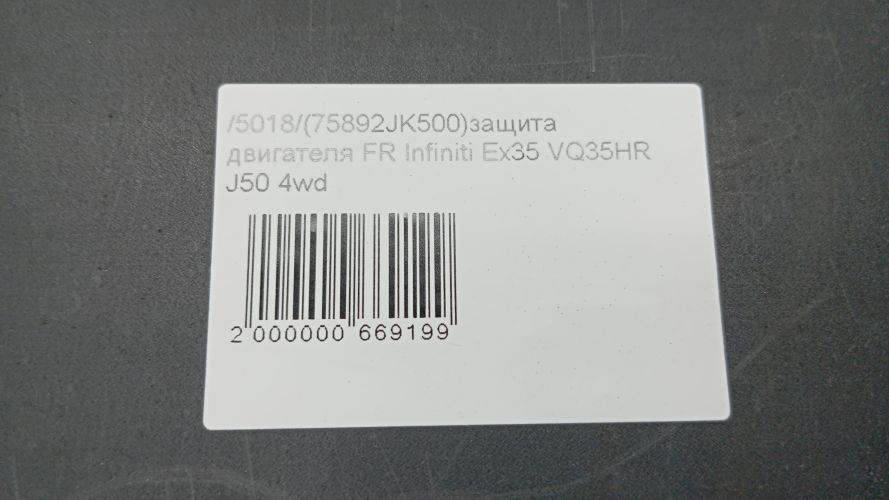 /5018/(75892JK500)защита
двигателя FR Infiniti Ex35 VQ35HR
J50 4wd
2 000000 669199